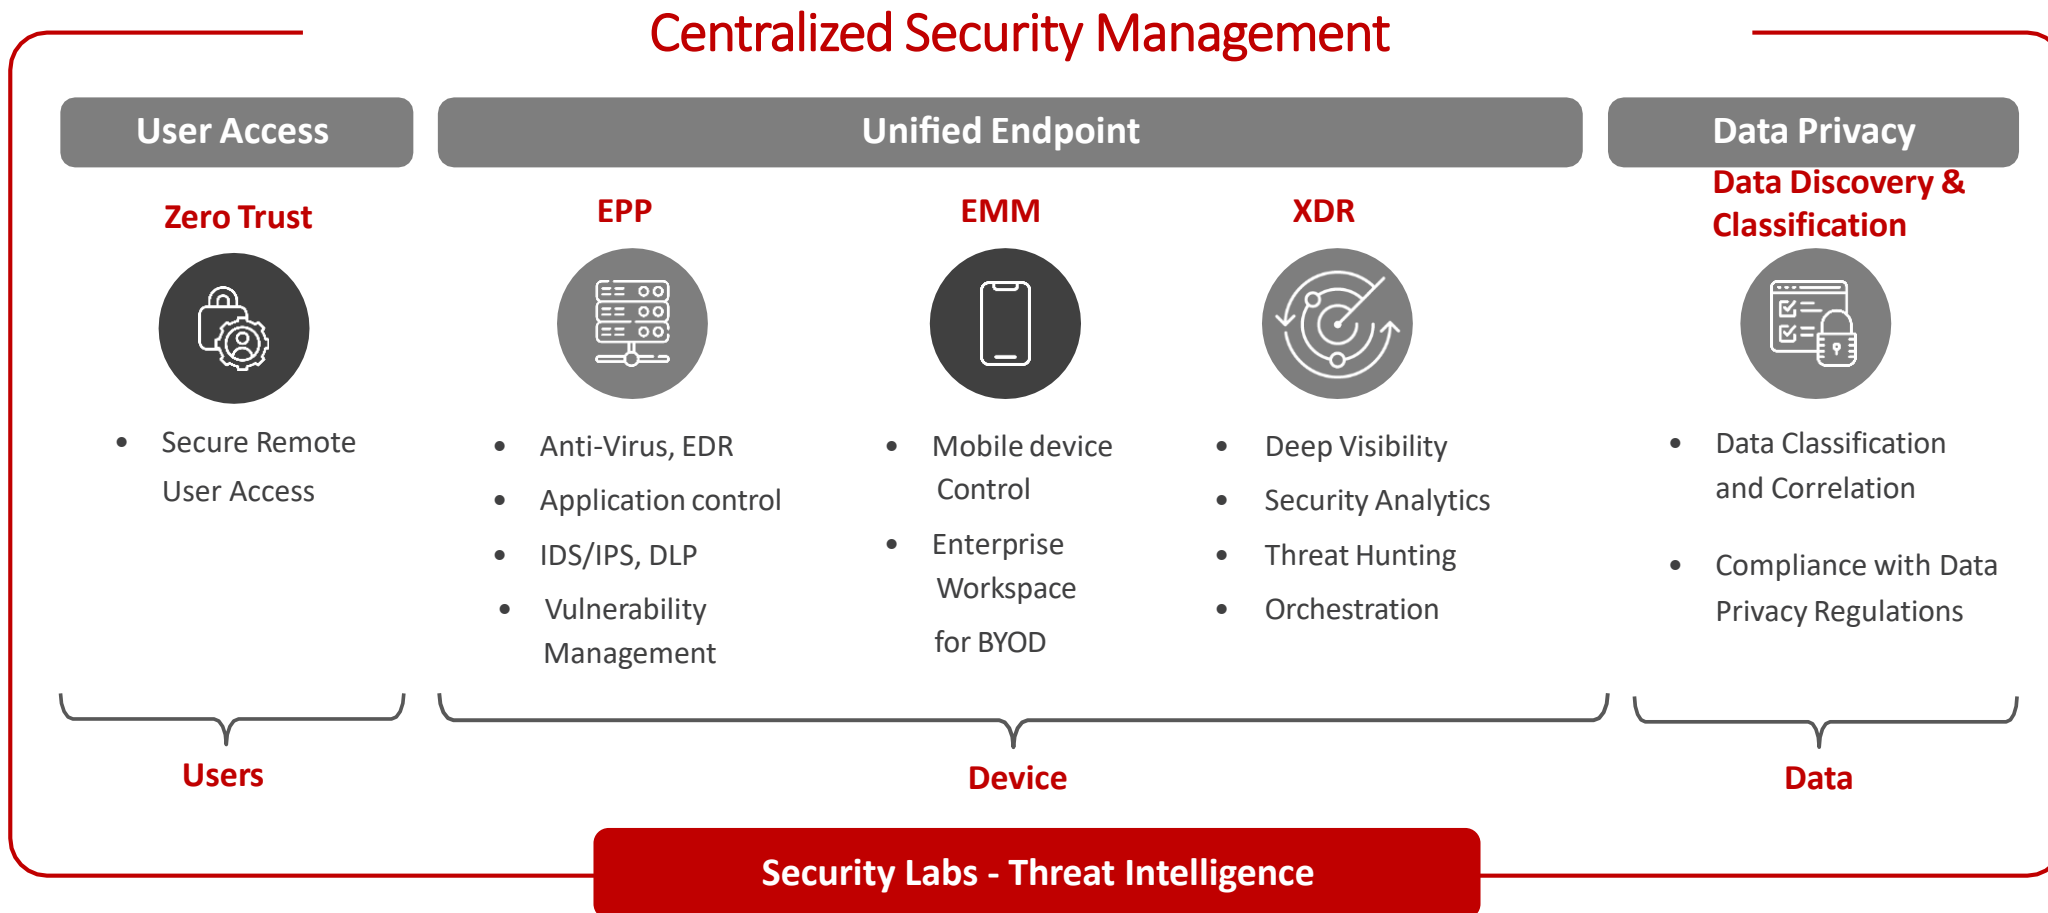 Centralized Security Management
User Access
Unified Endpoint
Data Privacy
Zero Trust
EPP
EMM
XDR
Data Discovery &
Classification
• Secure Remote
User Access
• Anti-Virus, EDR
• Application control
• IDS/IPS, DLP
• Vulnerability
Management
• Mobile device
Control
• Enterprise
Workspace
for BYOD
• Deep Visibility
• Security Analytics
• Threat Hunting
• Orchestration
• Data Classification
and Correlation
• Compliance with Data
Privacy Regulations
Users
Device
Data
Security Labs - Threat Intelligence